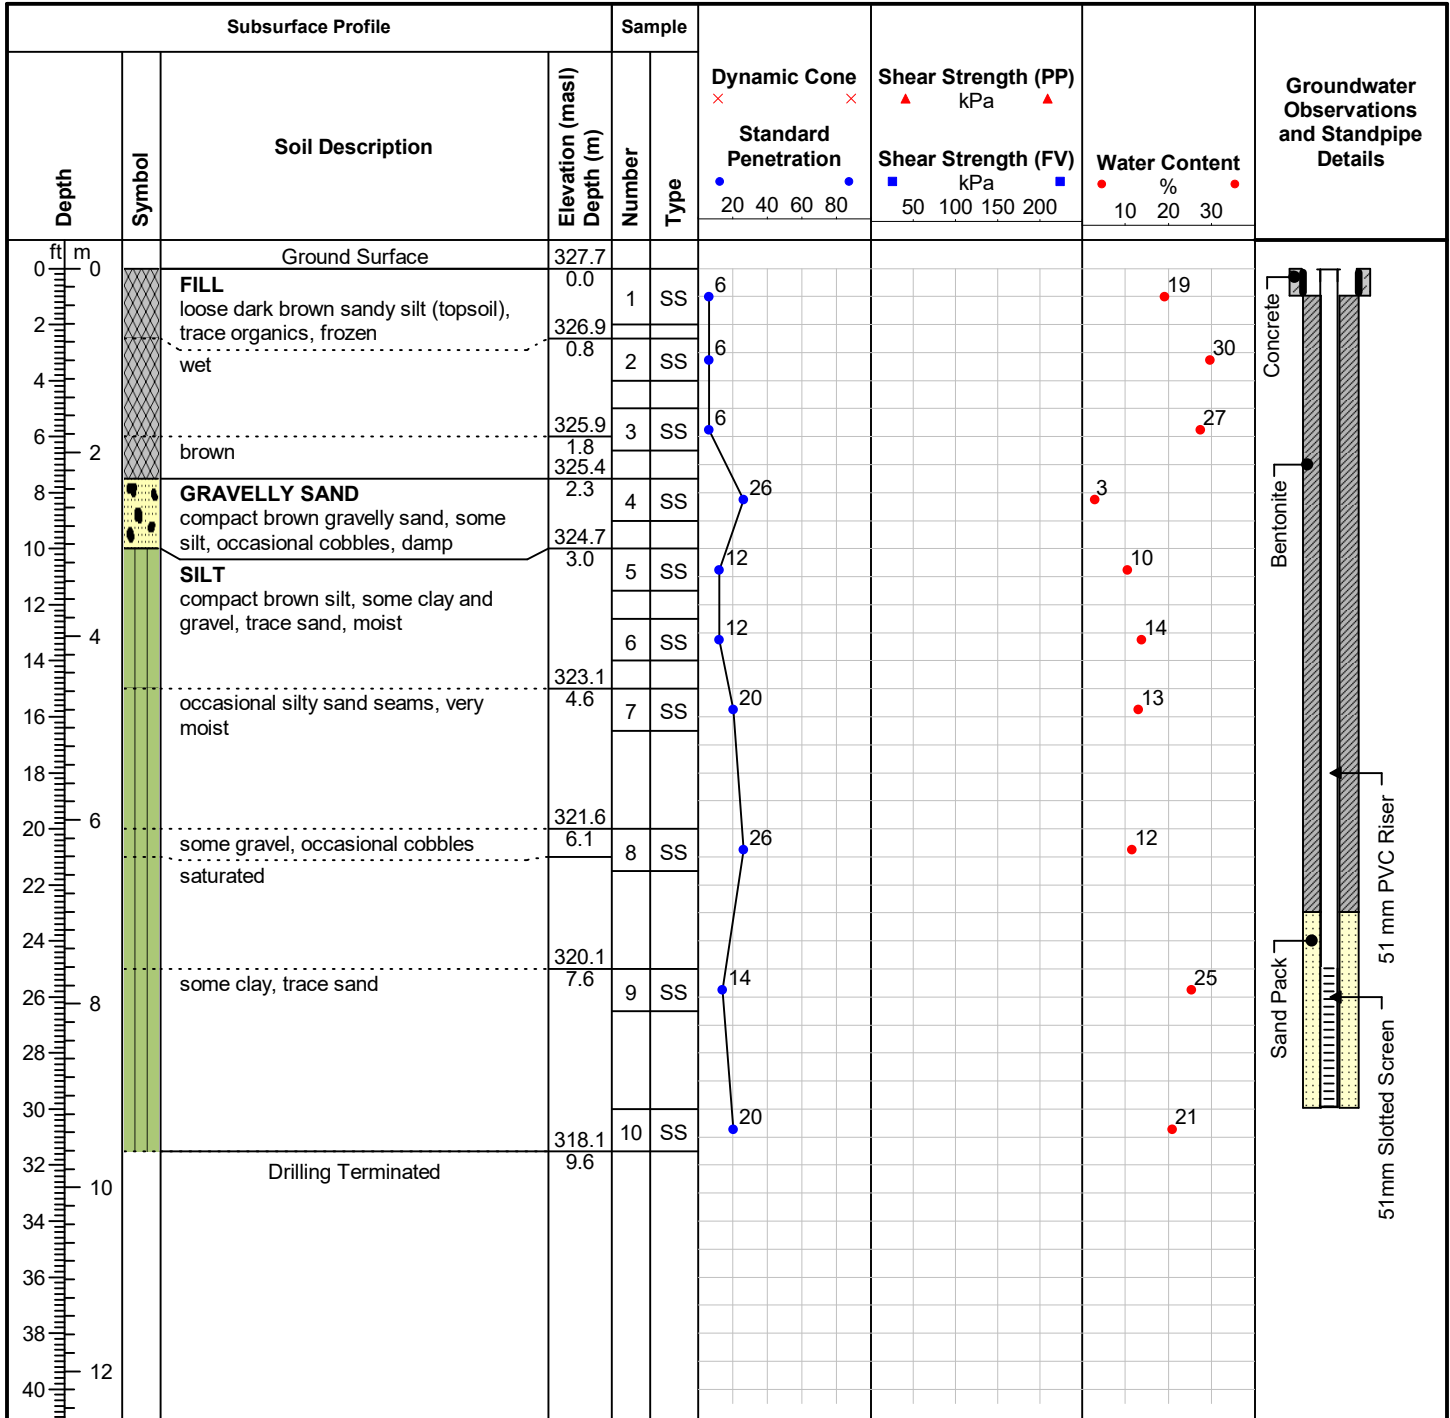 Subsurface Profile
Sample
Depth
Symbol
Soil Description
Elevation (masl)
Depth (m)
Number
Type
Dynamic Cone
Standard
Penetration
20 40 60 80
Shear Strength (PP)
kPa
Shear Strength (FV)
kPa
50 100 150 200
Water Content
%
10 20 30
Groundwater
Observations
and Standpipe
Details
ft m
Ground Surface 327.7
0 0 0.0
FILL
loose dark brown sandy silt (topsoil),
trace organics, frozen
1 SS 6 19
326.9
2 0.8
wet
2 SS 6 30
4
325.9
3 SS 6 27
6 1.8
brown
2 325.4
GRAVELLY SAND 2.3
compact brown gravelly sand, some
silt, occasional cobbles, damp
8 4 SS 26 3
324.7
10 3.0
SILT
compact brown silt, some clay and
gravel, trace sand, moist
5 SS 12 10
12
4
6 SS 12 14
14
323.1
4.6
occasional silty sand seams, very
moist
16 7 SS 20 13
18
6
321.6
20 6.1
some gravel, occasional cobbles
8 SS 26 12
saturated
22
24
320.1
7.6
some clay, trace sand
9 SS 14 25
26 8
28
30
10 SS 20 21
318.1
9.6
Drilling Terminated
32
10
34
36
38
12
40
Concrete
Bentonite
51 mm PVC Riser
Sand Pack
51mm Slotted Screen